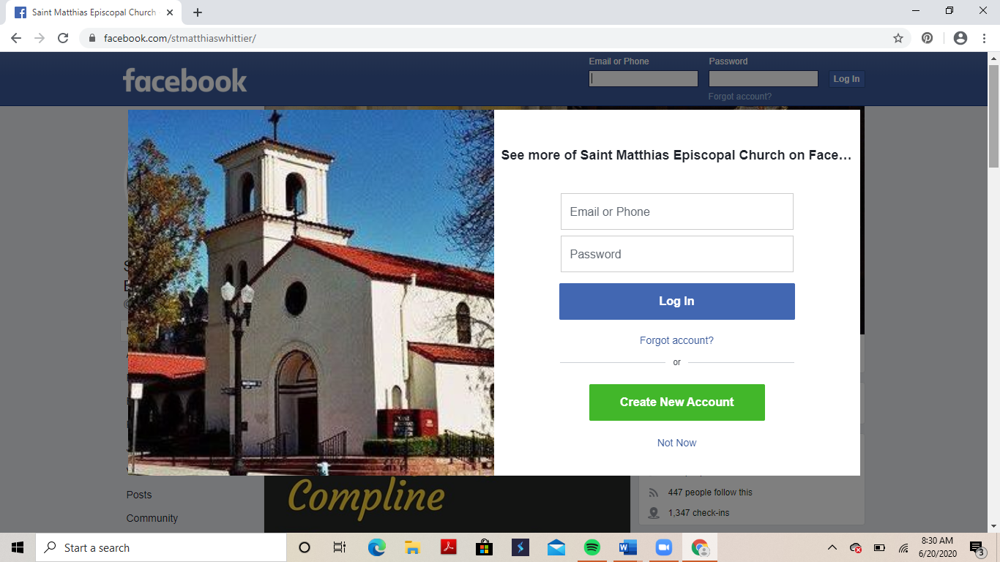 Saint Matthias Episcopal Church
facebook.com/stmatthiaswhittier/
facebook
Email or Phone
Password
Log In
Forgot account?
See more of Saint Matthias Episcopal Church on Face…
Email or Phone
Password
Log In
Forgot account?
or
Create New Account
Not Now
Posts
Community
Compline
447 people follow this
1,347 check-ins
Start a search
8:30 AM
6/20/2020
3